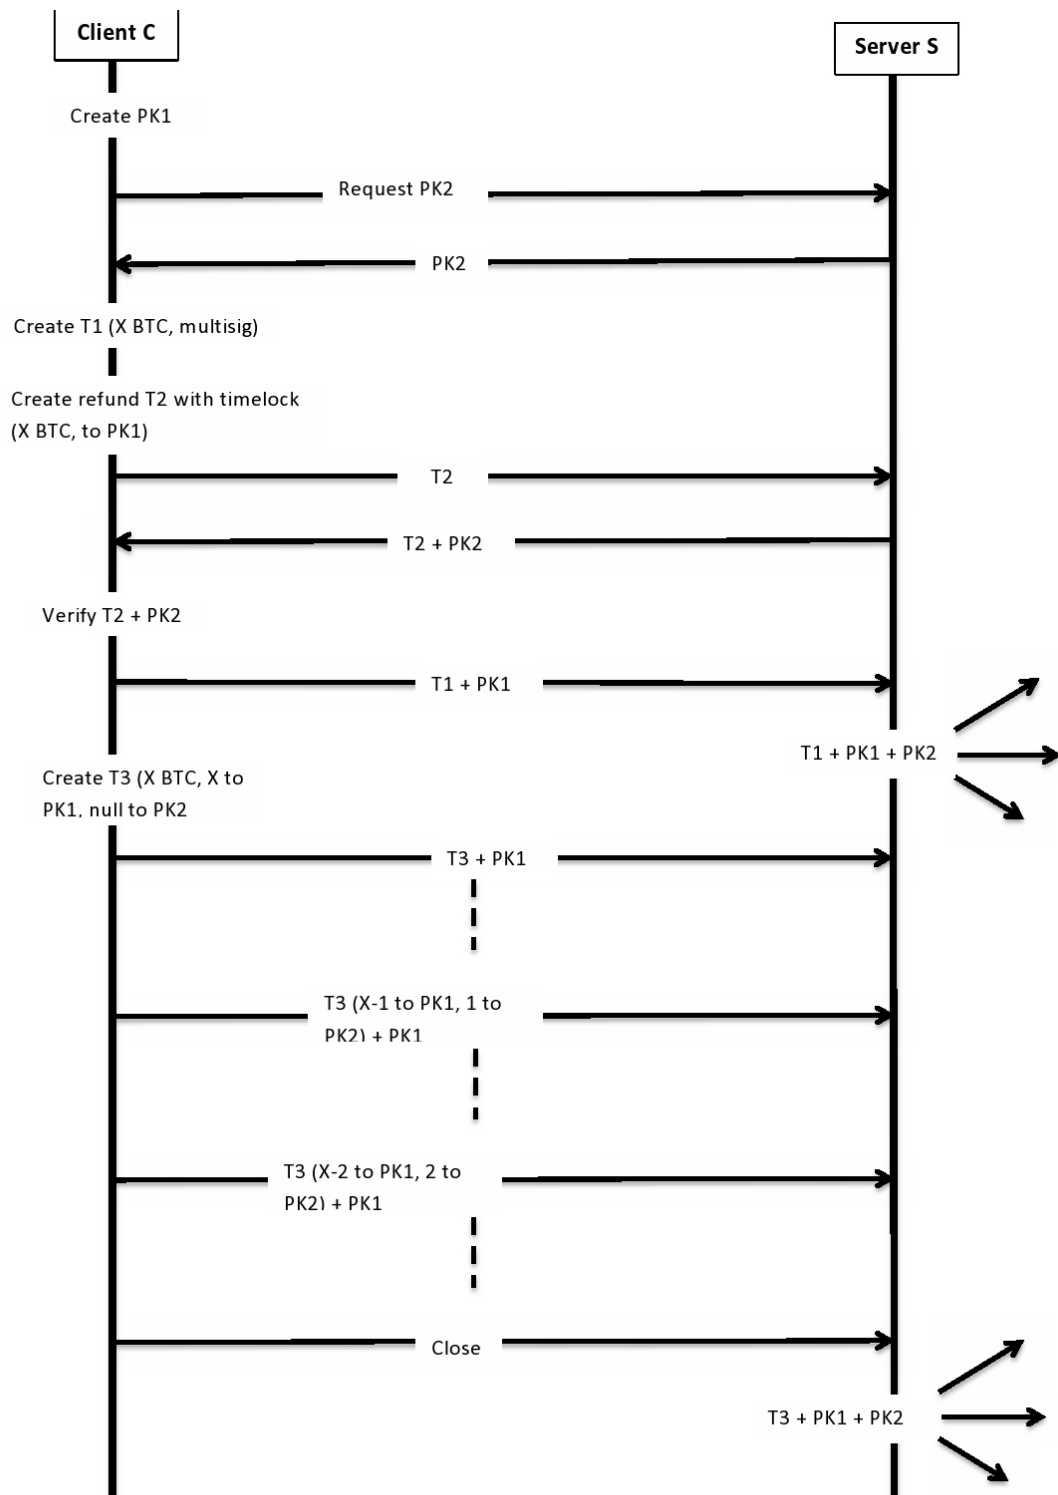 Client C
Server S
Create PK1
Request PK2
PK2
Create T1 (X BTC, multisig)
Create refund T2 with timelock
(X BTC, to PK1)
T2
T2 + PK2
Verify T2 + PK2
T1 + PK1
T1 + PK1 + PK2
Create T3 (X BTC, X to
PK1, null to PK2
T3 + PK1
T3 (X-1 to PK1, 1 to
PK2) + PK1
T3 (X-2 to PK1, 2 to
PK2) + PK1
Close
T3 + PK1 + PK2